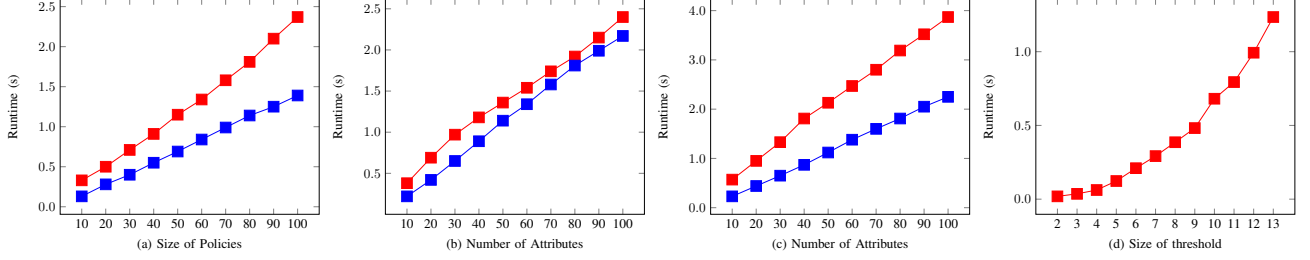 2.5
2.0
1.5
1.0
0.5
0.0
Runtime (s)
10 20 30 40 50 60 70 80 90 100
(a) Size of Policies
2.5
2.0
1.5
1.0
0.5
Runtime (s)
10 20 30 40 50 60 70 80 90 100
(b) Number of Attributes
4.0
3.0
2.0
1.0
0.0
Runtime (s)
10 20 30 40 50 60 70 80 90 100
(c) Number of Attributes
1.0
0.5
0.0
Runtime (s)
2 3 4 5 6 7 8 9 10 11 12 13
(d) Size of threshold